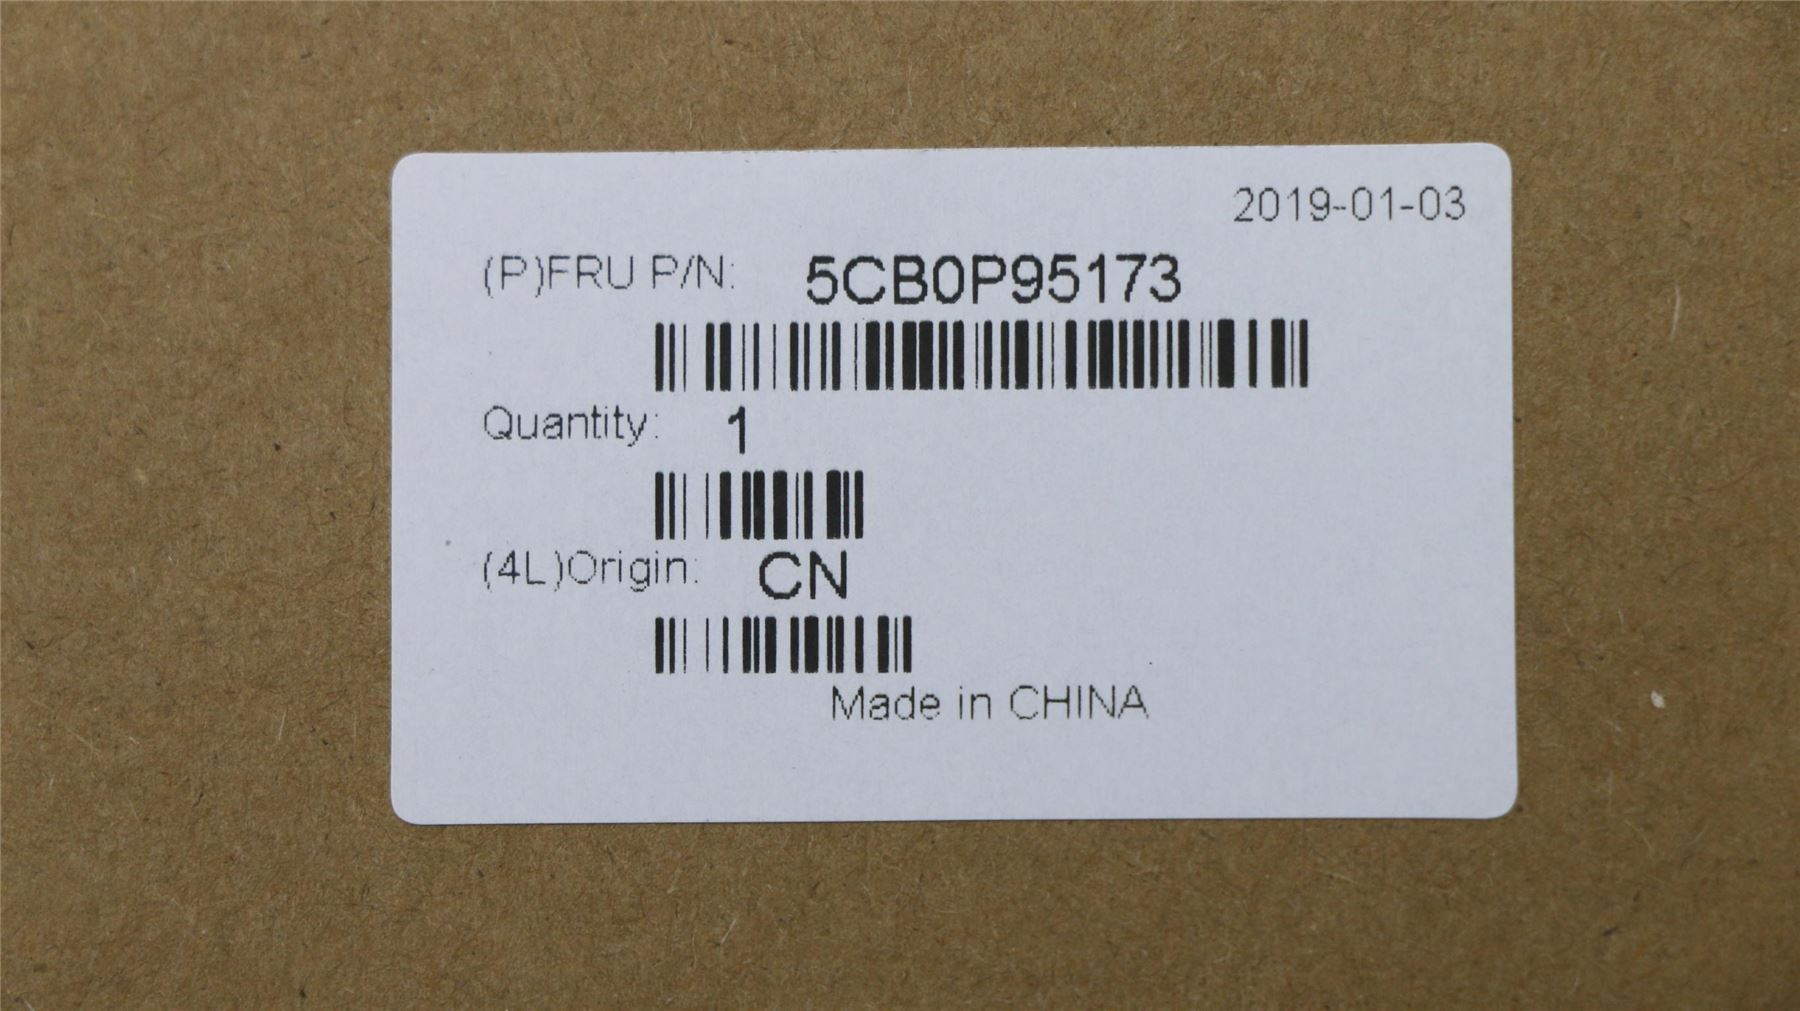 2019-01-03
(P)FRU P/N: 5CB0P95173
Quantity: 1
(4L)Origin: CN
Made in CHINA